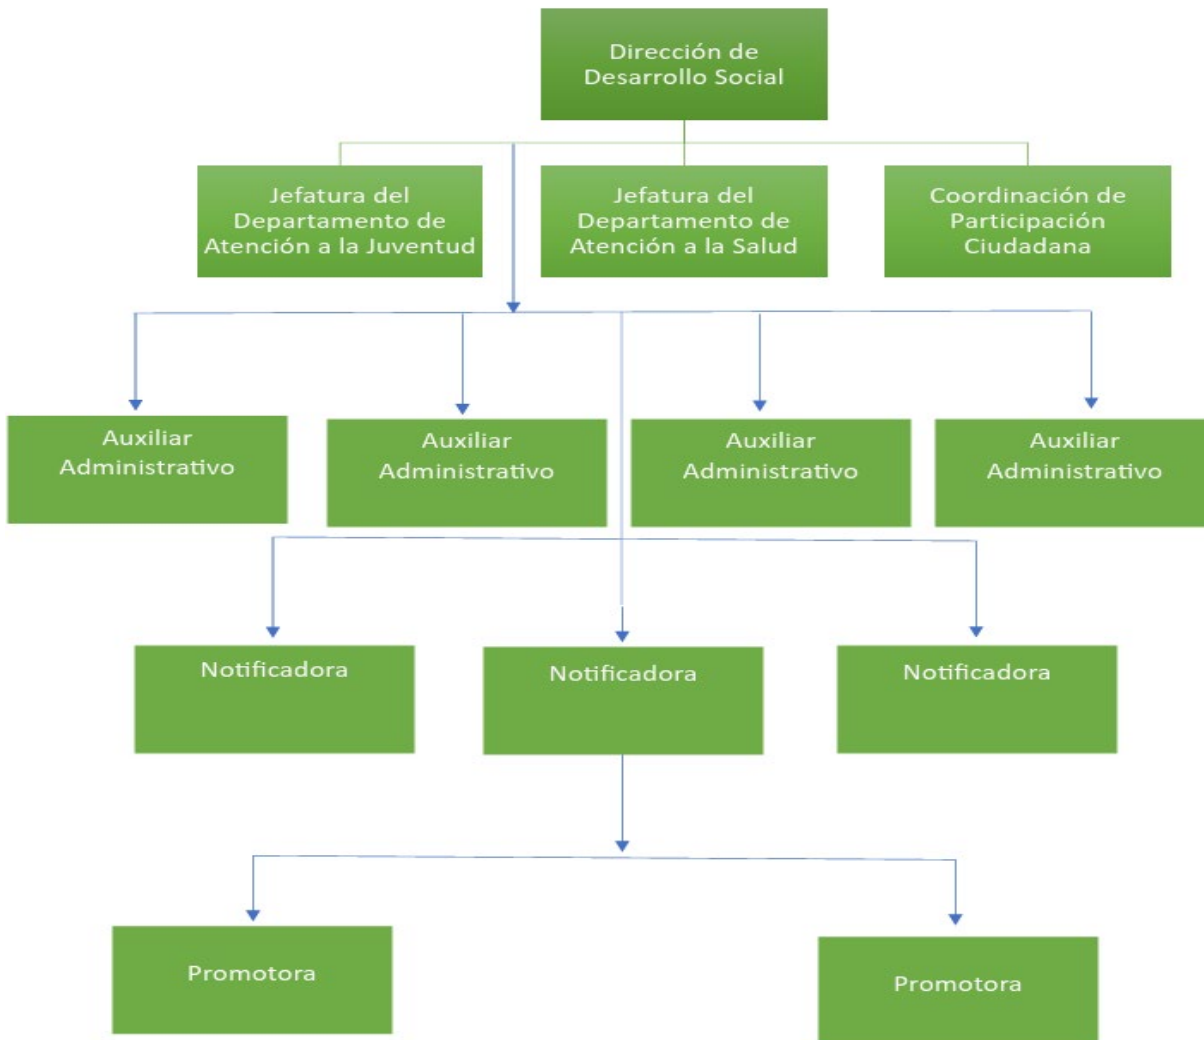 Dirección de
Desarrollo Social
Jefatura del
Departamento de
Atención a la Juventud
Jefatura del
Departamento de
Atención a la Salud
Coordinación de
Participación
Ciudadana
Auxiliar
Administrativo
Auxiliar
Administrativo
Auxiliar
Administrativo
Auxiliar
Administrativo
Notificadora
Notificadora
Notificadora
Promotora
Promotora